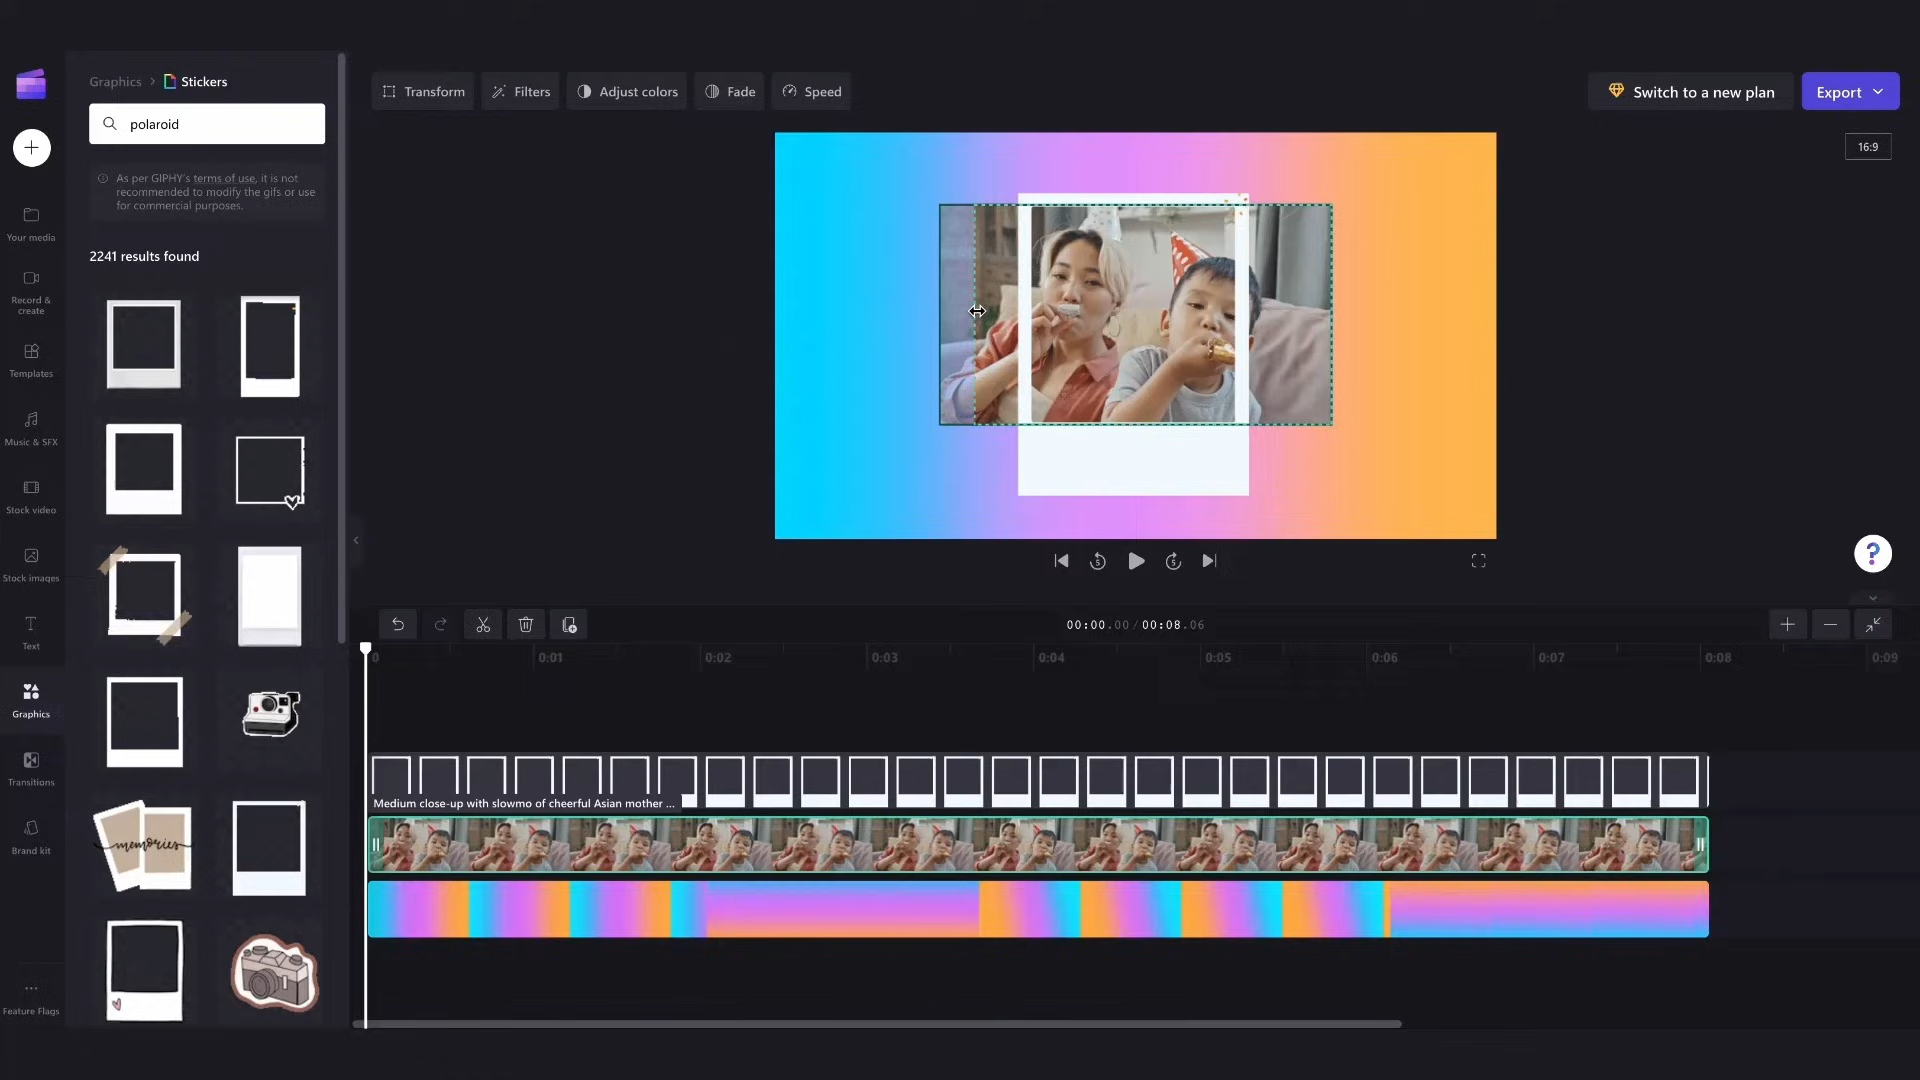 Graphics > Stickers
polaroid
As per GIPHY's terms of use, it is not
recommended to modify the gifs or use
for commercial purposes.
2241 results found
Your media
Record &
create
Templates
Music & SFX
Stock video
Stock images
Text
Graphics
Transitions
Brand kit
Feature Flags
memories
Transform
Filters
Adjust colors
Fade
Speed
Switch to a new plan
Export
16:9
5
5
?
00:00.00 / 00:08.06
0
0:01
0:02
0:03
0:04
0:05
0:06
0:07
0:08
0:09
Medium close-up with slowmo of cheerful Asian mother ...